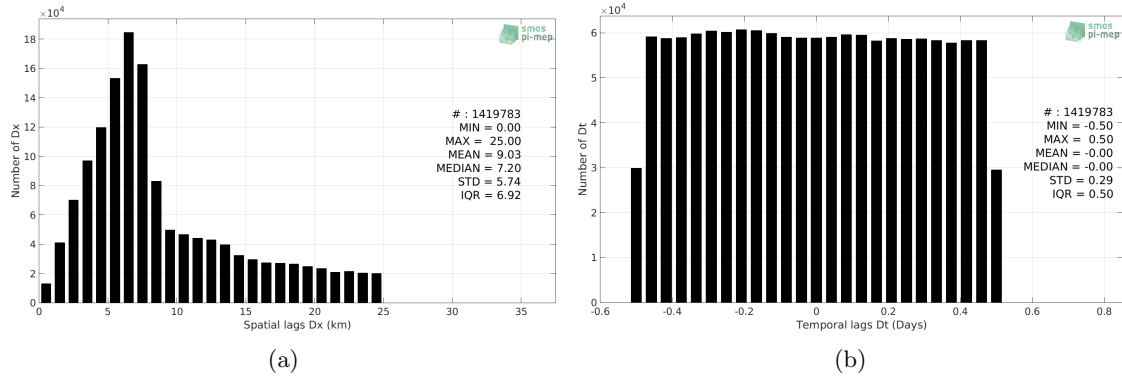 ×10⁴
18
16
14
12
10
8
6
4
2
0
Number of Dx
smos
pi-mep
# : 1419783
MIN = 0.00
MAX = 25.00
MEAN = 9.03
MEDIAN = 7.20
STD = 5.74
IQR = 6.92
0 5 10 15 20 25 30 35
Spatial lags Dx (km)
(a)
×10⁴
6
5
4
3
2
1
0
Number of Dt
smos
pi-mep
# : 1419783
MIN = -0.50
MAX = 0.50
MEAN = -0.00
MEDIAN = -0.00
STD = 0.29
IQR = 0.50
-0.6 -0.4 -0.2 0 0.2 0.4 0.6 0.8
Temporal lags Dt (Days)
(b)